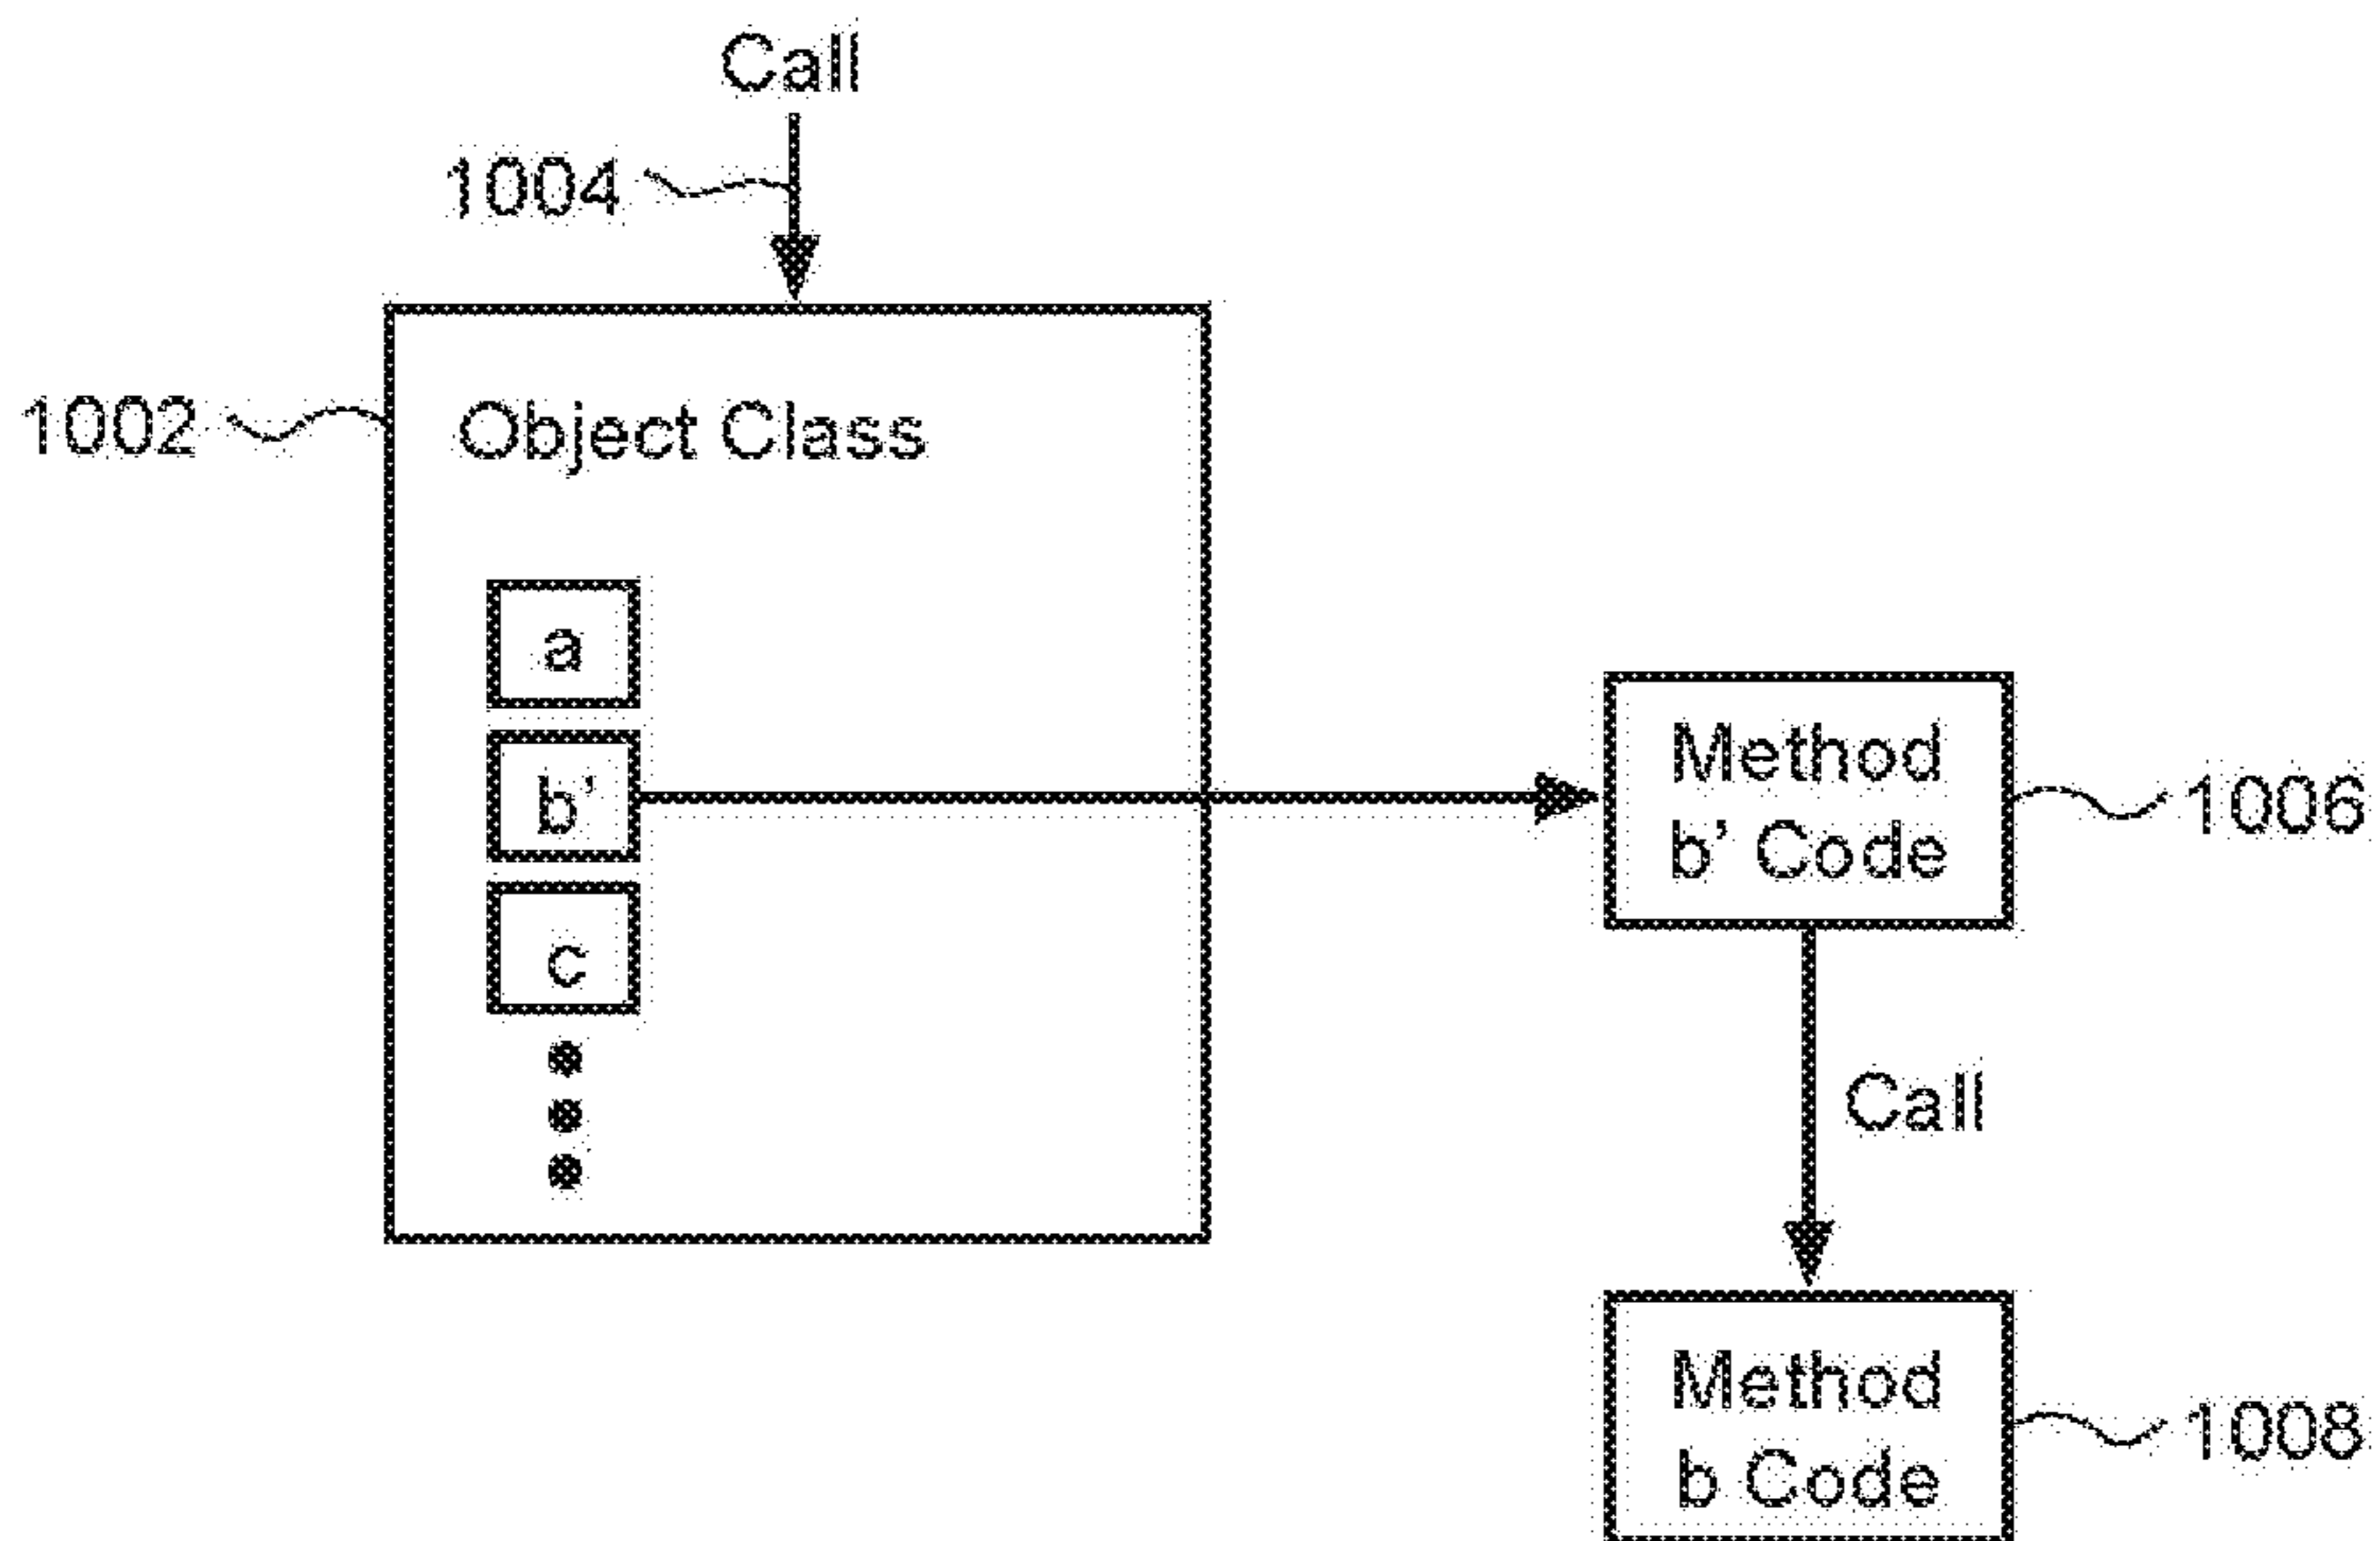 Call
1004
1002
Object Class
a
b'
c
Method
b' Code
1006
Call
Method
b Code
1008